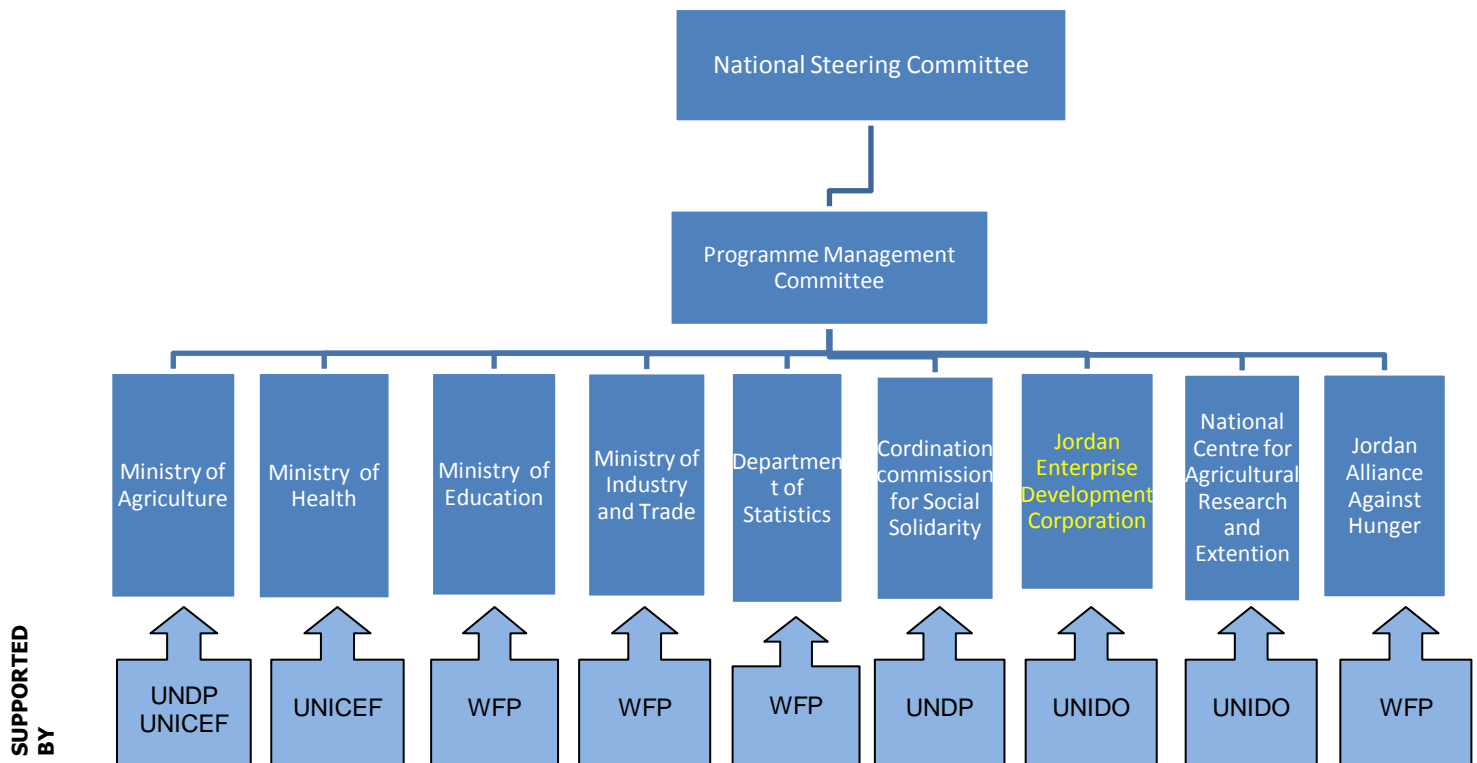 National Steering Committee
Programme Management
Committee
Ministry of
Agriculture
Ministry of
Health
Ministry of
Education
Ministry of
Industry
and Trade
Departmen
t of
Statistics
Cordination
commission
for Social
Solidarity
Jordan
Enterprise
Development
Corporation
National
Centre for
Agricultural
Research
and
Extention
Jordan
Alliance
Against
Hunger
SUPPORTED
BY
UNDP
UNICEF
UNICEF
WFP
WFP
WFP
UNDP
UNIDO
UNIDO
WFP